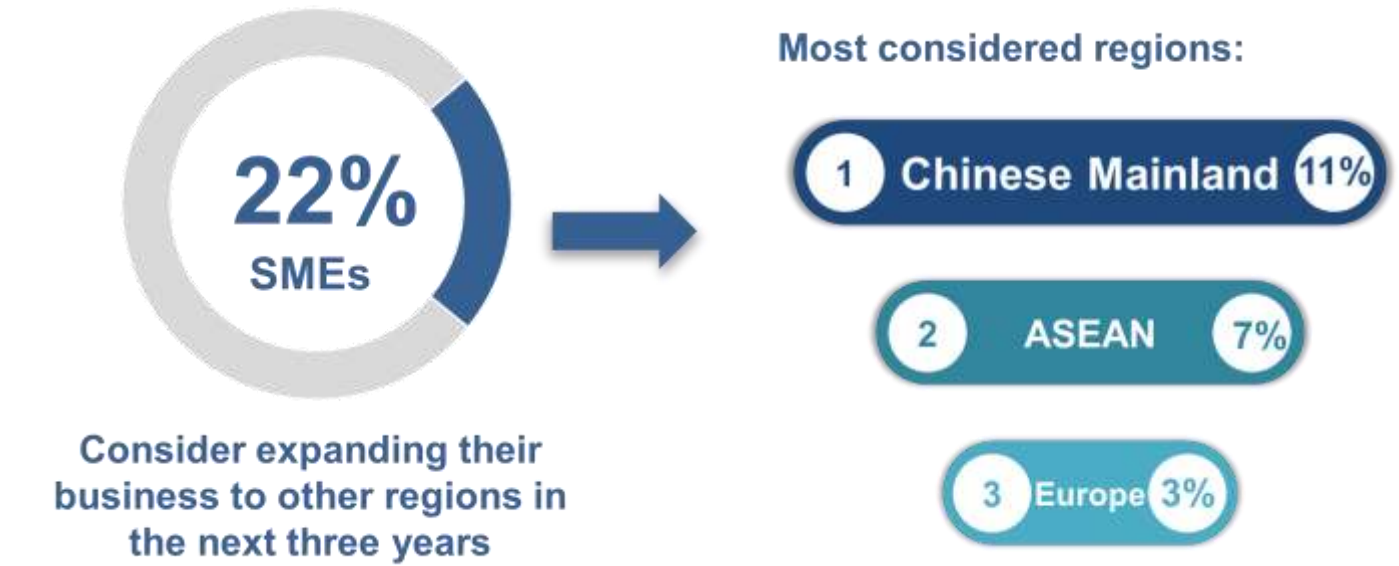 22%
SMEs
Consider expanding their
business to other regions in
the next three years
Most considered regions:
1 Chinese Mainland 11%
2 ASEAN 7%
3 Europe 3%